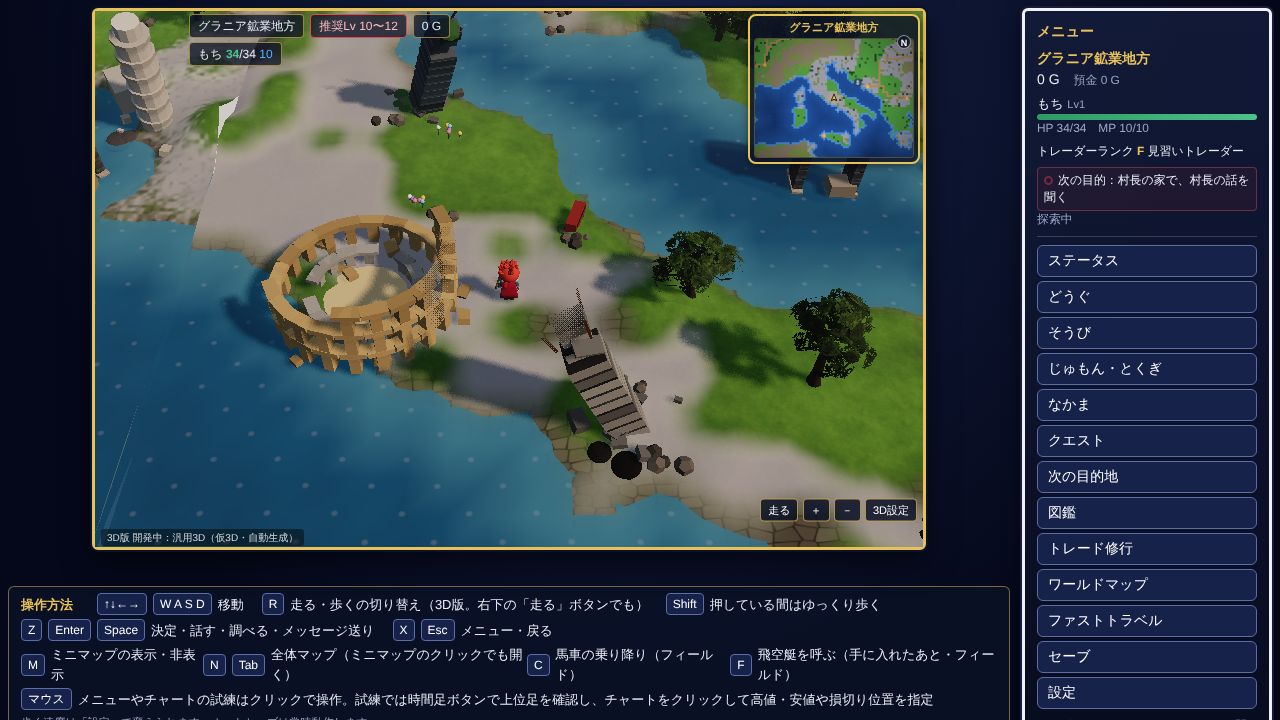 グラニア鉱業地方 推奨Lv 10〜12 0 G
もち 34/34 10
グラニア鉱業地方
N
走る ＋ − 3D設定
3D版 開発中：汎用3D（仮3D・自動生成）
メニュー
グラニア鉱業地方
0 G 預金 0 G
もち Lv1
HP 34/34 MP 10/10
トレーダーランク F 見習いトレーダー
次の目的：村長の家で、村長の話を
聞く
探索中
ステータス
どうぐ
そうび
じゅもん・とくぎ
なかま
クエスト
次の目的地
図鑑
トレード修行
ワールドマップ
ファストトラベル
セーブ
設定
操作方法 ↑↓←→ W A S D 移動 R 走る・歩くの切り替え（3D版。右下の「走る」ボタンでも） Shift 押している間はゆっくり歩く
Z Enter Space 決定・話す・調べる・メッセージ送り X Esc メニュー・戻る
M ミニマップの表示・非表示 N Tab 全体マップ（ミニマップのクリックでも開く） C 馬車の乗り降り（フィールド） F 飛空艇を呼ぶ（手に入れたあと・フィールド）
マウス メニューやチャートの試練はクリックで操作。試練では時間足ボタンで上位足を確認し、チャートをクリックして高値・安値や損切り位置を指定